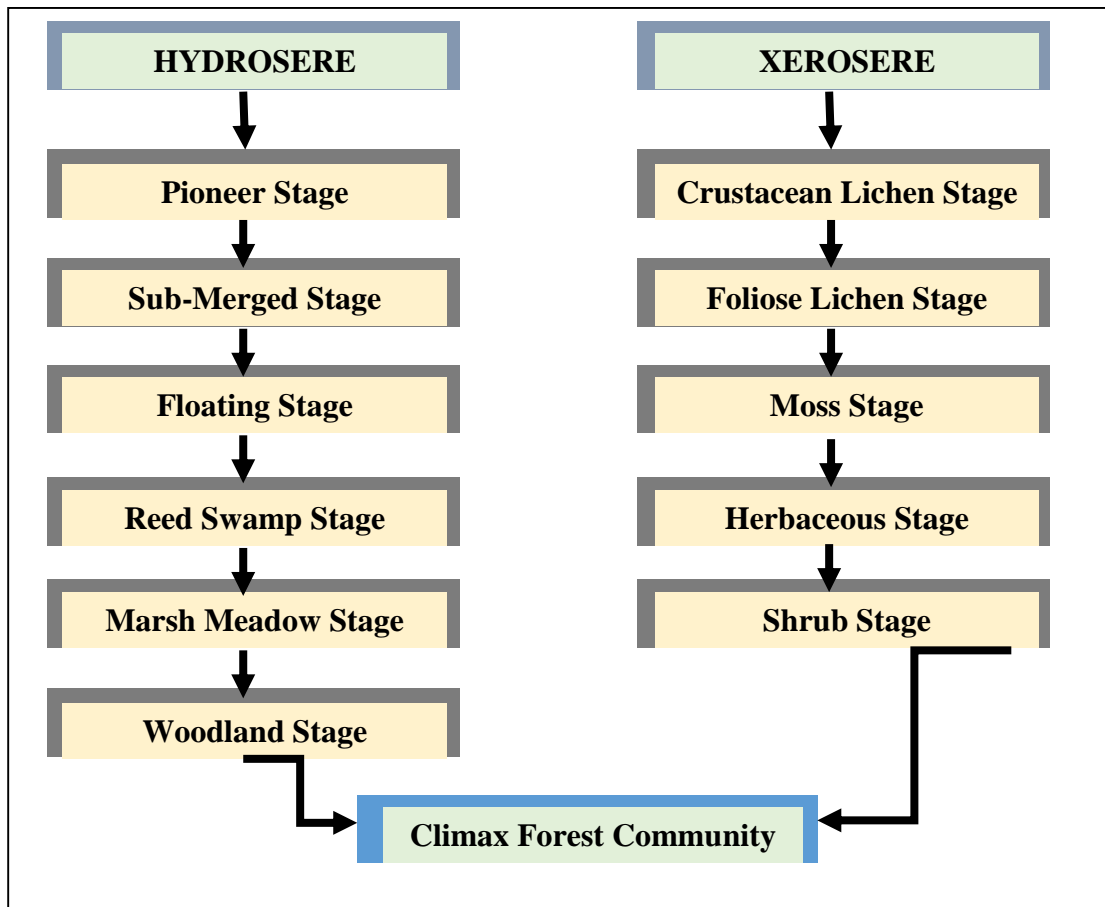 HYDROSERE
Pioneer Stage
Sub-Merged Stage
Floating Stage
Reed Swamp Stage
Marsh Meadow Stage
Woodland Stage
XEROSERE
Crustacean Lichen Stage
Foliose Lichen Stage
Moss Stage
Herbaceous Stage
Shrub Stage
Climax Forest Community